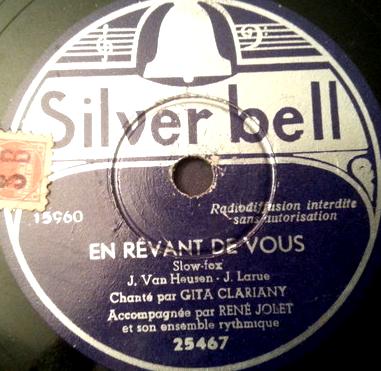 Silver bell
3 B
15960
Radiodiffusion interdite
sans autorisation
EN RÊVANT DE VOUS
Slow-fox
J. Van Heusen - J. Larue
Chanté par GITA CLARIANY
Accompagnée par RENÉ JOLET
et son ensemble rythmique
25467